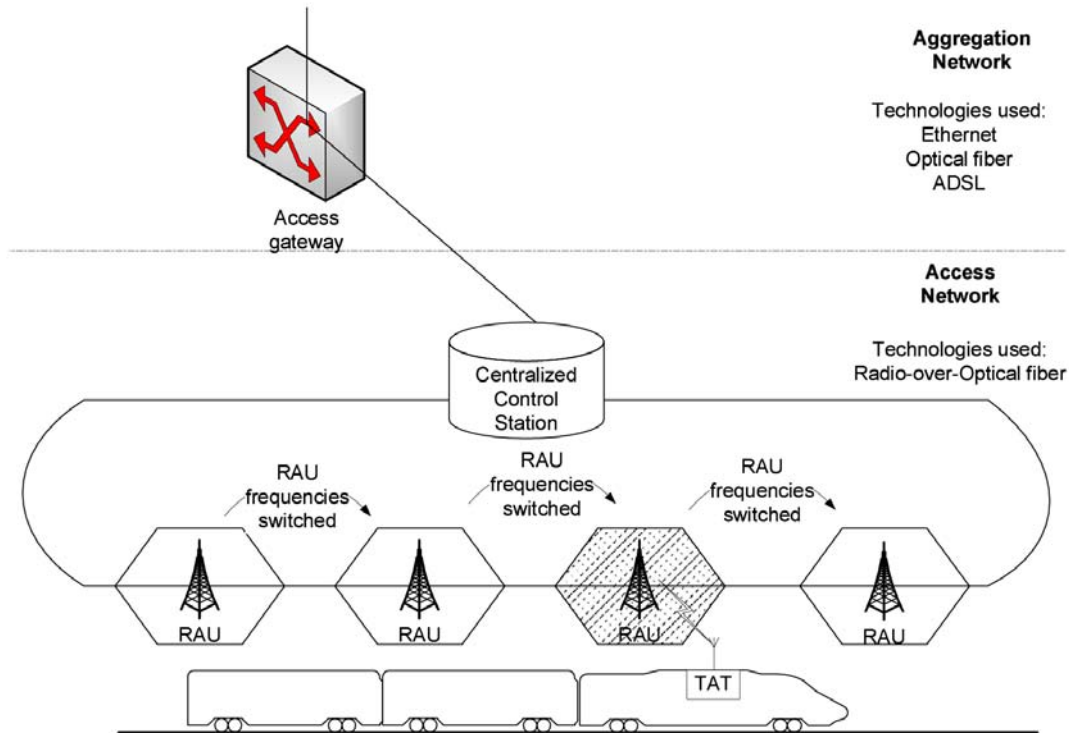 Aggregation
Network
Technologies used:
Ethernet
Optical fiber
ADSL
Access
gateway
Access
Network
Technologies used:
Radio-over-Optical fiber
Centralized
Control
Station
RAU
frequencies
switched
RAU
frequencies
switched
RAU
frequencies
switched
RAU
RAU
RAU
RAU
TAT